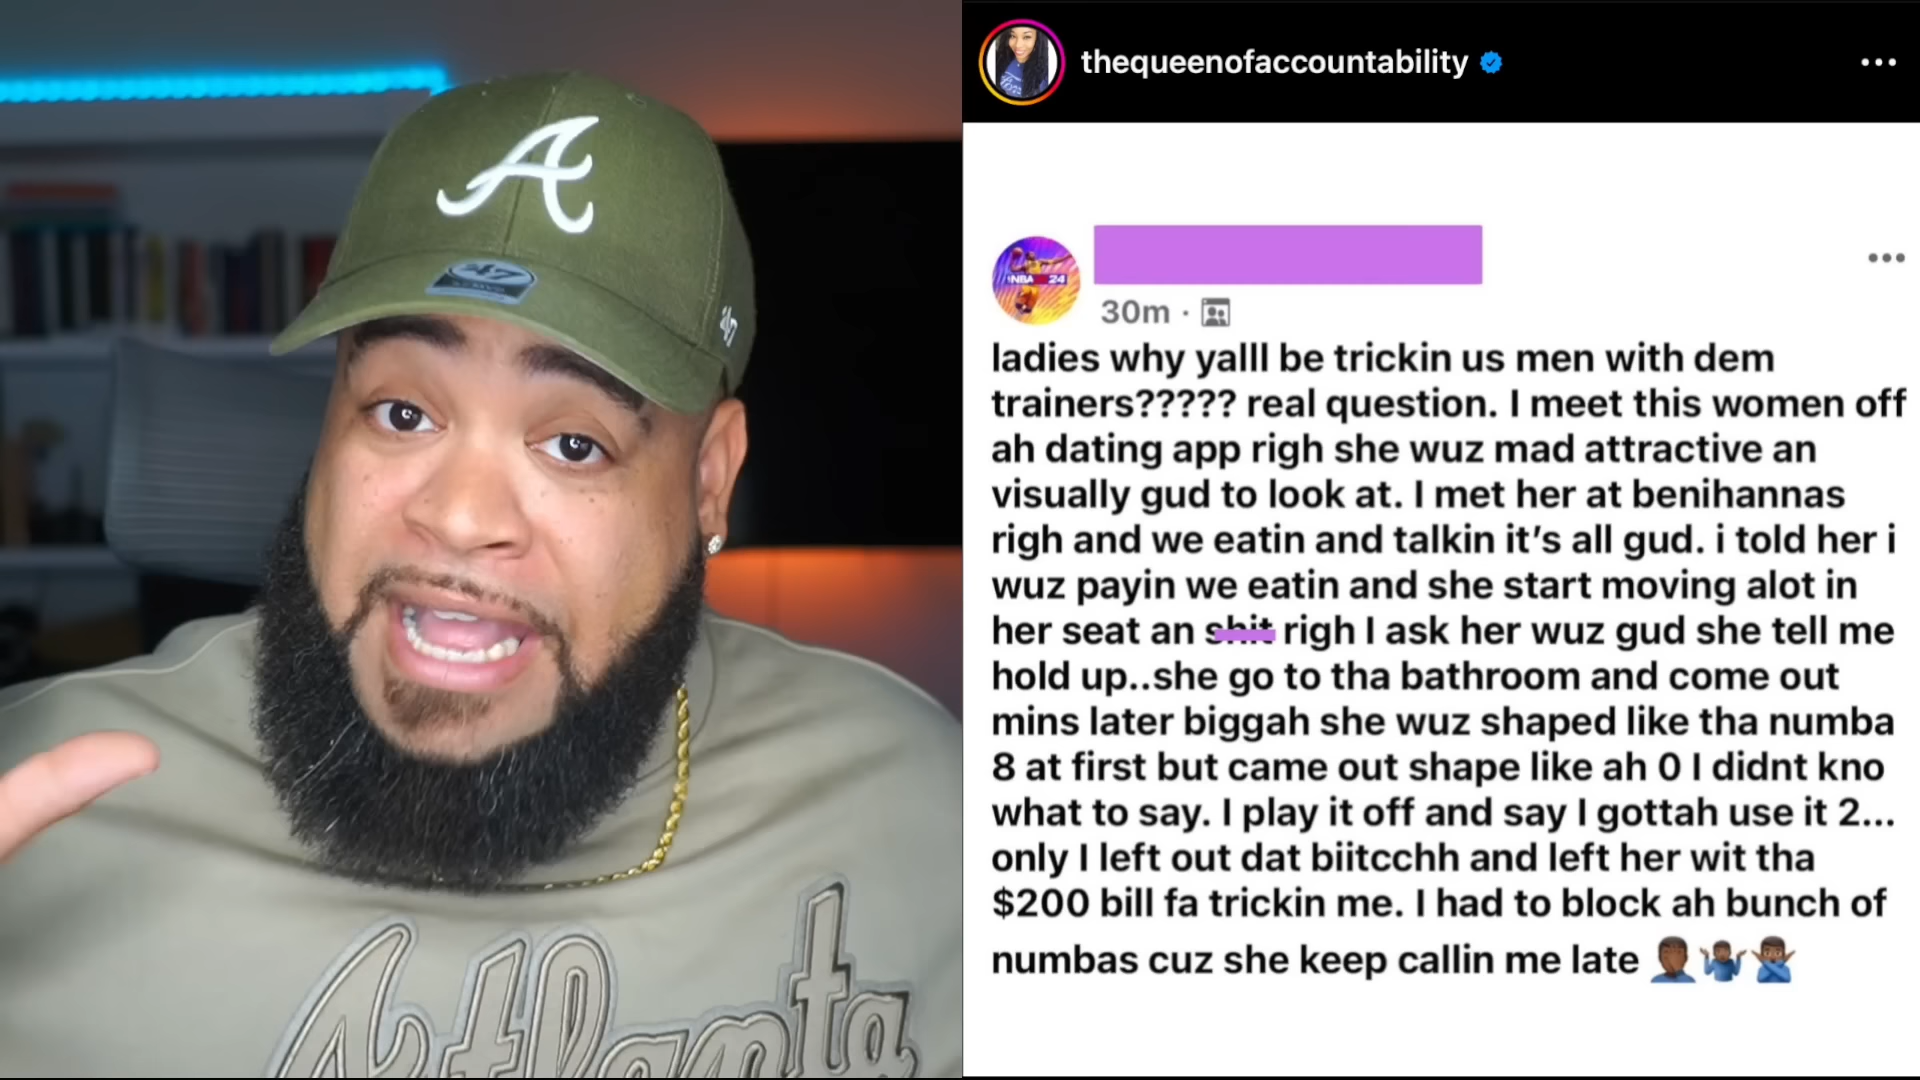 A
47
47
Atlanta
thequeenofaccountability
NBA 24
30m ·
ladies why yalll be trickin us men with dem
trainers????? real question. I meet this women off
ah dating app righ she wuz mad attractive an
visually gud to look at. I met her at benihannas
righ and we eatin and talkin it's all gud. i told her i
wuz payin we eatin and she start moving alot in
her seat an shit righ I ask her wuz gud she tell me
hold up..she go to tha bathroom and come out
mins later biggah she wuz shaped like tha numba
8 at first but came out shape like ah 0 I didnt kno
what to say. I play it off and say I gottah use it 2...
only I left out dat biitcchh and left her wit tha
$200 bill fa trickin me. I had to block ah bunch of
numbas cuz she keep callin me late 🤦🏾‍♂️🤷🏾‍♂️🙅🏾‍♂️